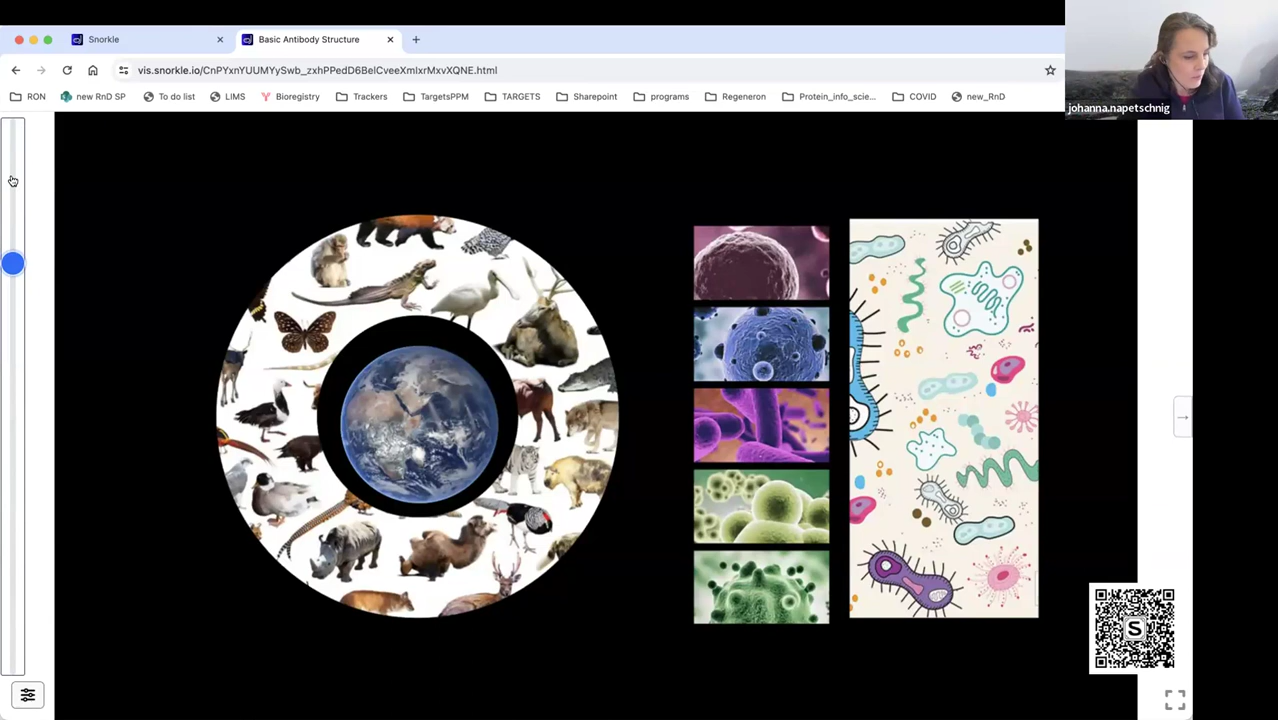 Snorkle
Basic Antibody Structure
vis.snorkle.io/CnPYxnYUUMYySwb_zxhPPedD6BelCveeXmIxrMxvXQNE.html
RON
new RnD SP
To do list
LIMS
Bioregistry
Trackers
TargetsPPM
TARGETS
Sharepoint
programs
Regeneron
Protein_info_scie...
COVID
new_RnD
johanna.napetschnig
S